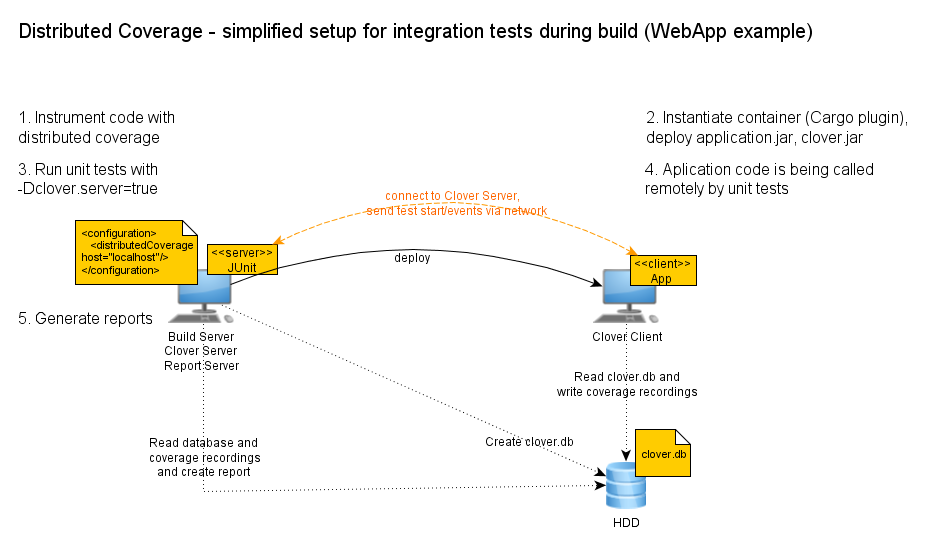 Distributed Coverage - simplified setup for integration tests during build (WebApp example)
1. Instrument code with
distributed coverage
2. Instantiate container (Cargo plugin),
deploy application.jar, clover.jar
3. Run unit tests with
-Dclover.server=true
4. Aplication code is being called
remotely by unit tests
connect to Clover Server,
send test start/events via network
<configuration>
<distributedCoverage
host="localhost"/>
</configuration>
<<server>>
JUnit
deploy
<<client>>
App
5. Generate reports
Build Server
Clover Server
Report Server
Clover Client
Read clover.db and
write coverage recordings
Read database and
coverage recordings
and create report
Create clover.db
clover.db
HDD